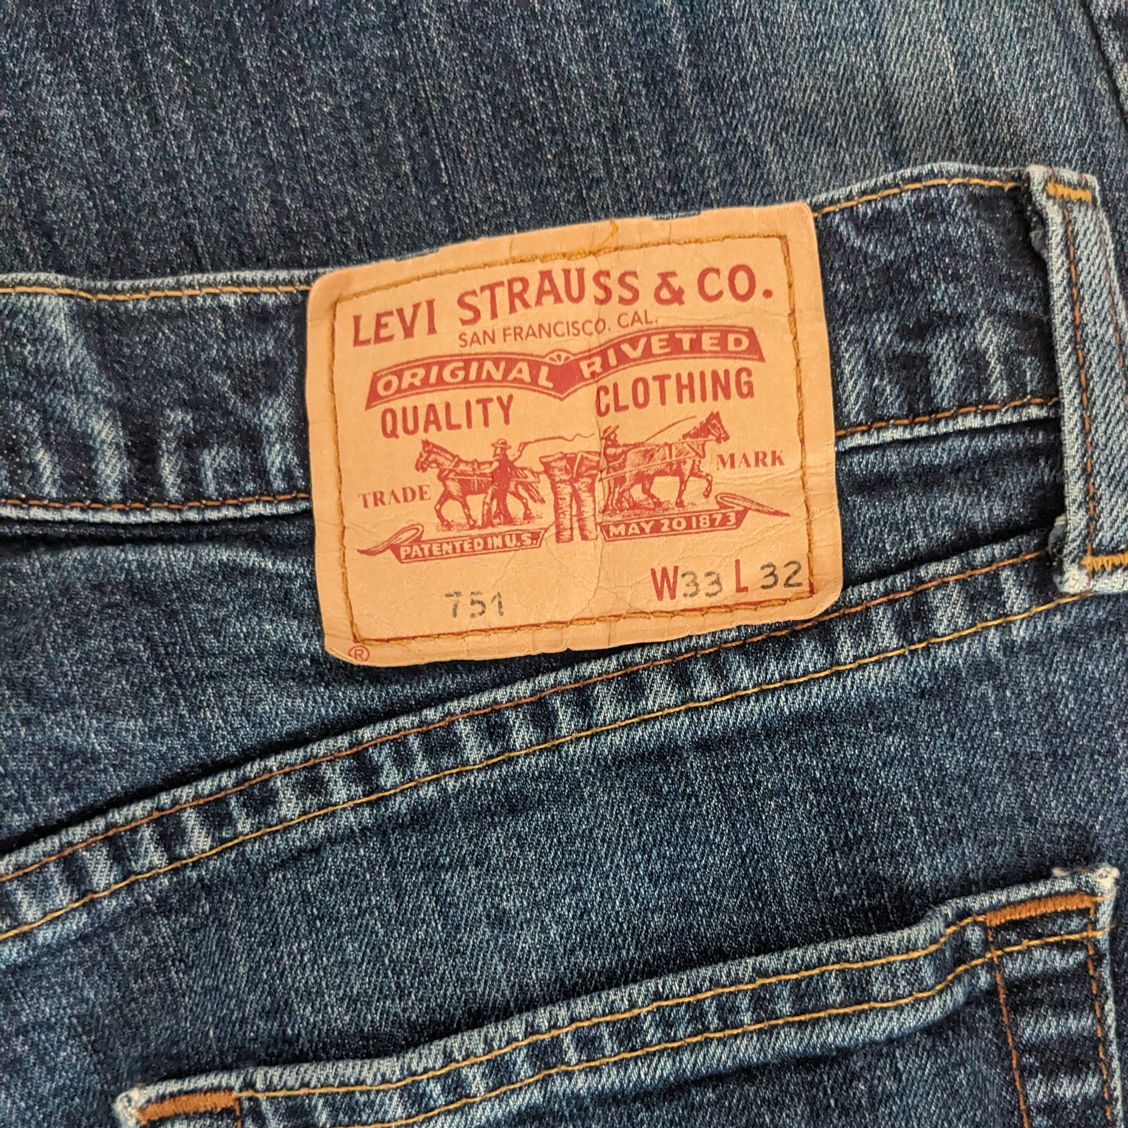 LEVI STRAUSS & CO.
SAN FRANCISCO. CAL.
ORIGINAL RIVETED
QUALITY CLOTHING
TRADE MARK
PATENTED IN U.S. MAY 20 1873
751 W33 L 32
®